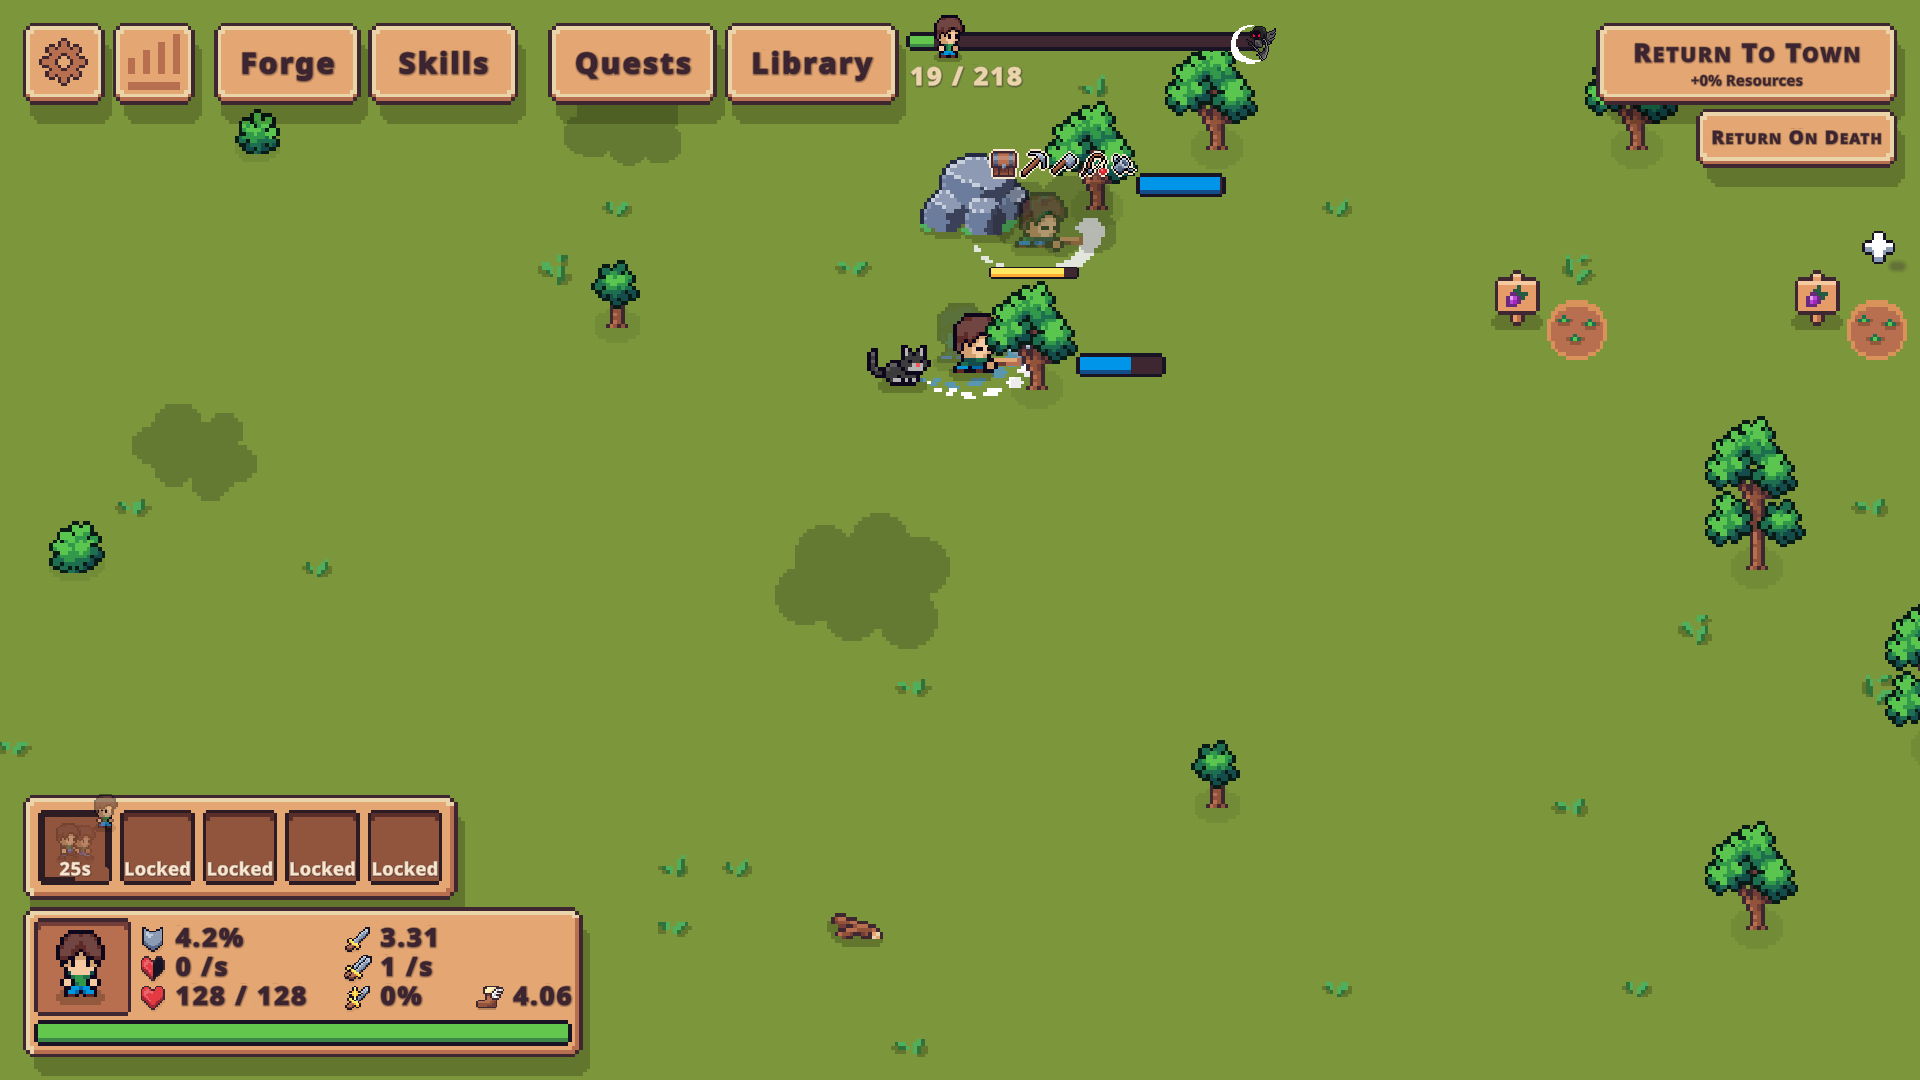 Forge
Skills
Quests
Library
19 / 218
Return To Town
+0% Resources
Return On Death
25s
Locked
Locked
Locked
Locked
4.2%
3.31
0 /s
1 /s
128 / 128
0%
4.06